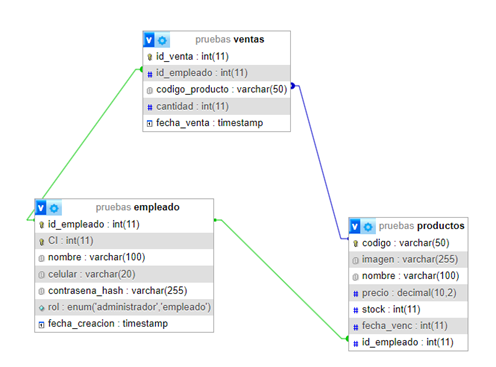 pruebas ventas
id_venta : int(11)
id_empleado : int(11)
codigo_producto : varchar(50)
cantidad : int(11)
fecha_venta : timestamp
pruebas empleado
id_empleado : int(11)
CI : int(11)
nombre : varchar(100)
celular : varchar(20)
contrasena_hash : varchar(255)
rol : enum('administrador','empleado')
fecha_creacion : timestamp
pruebas productos
codigo : varchar(50)
imagen : varchar(255)
nombre : varchar(100)
precio : decimal(10,2)
stock : int(11)
fecha_venc : int(11)
id_empleado : int(11)